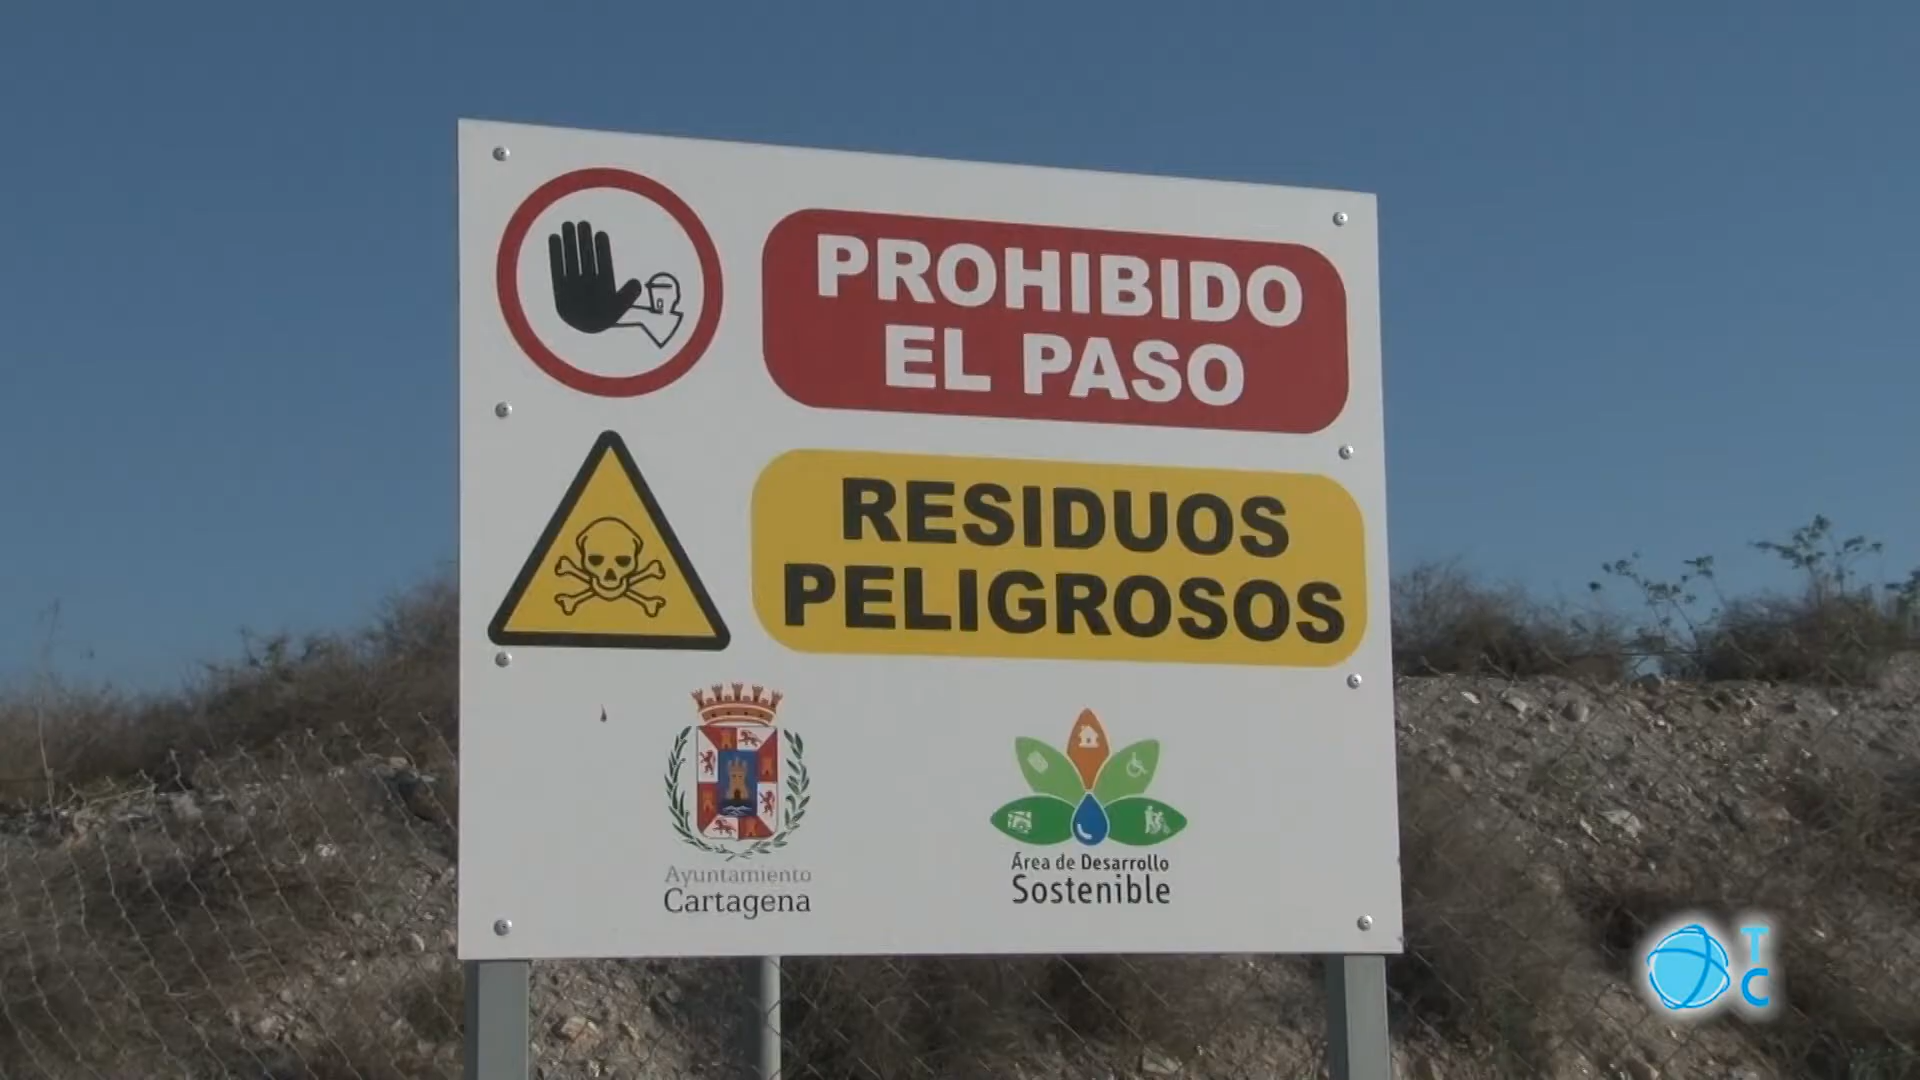 PROHIBIDO
EL PASO
RESIDUOS
PELIGROSOS
Ayuntamiento
Cartagena
Área de Desarrollo
Sostenible
T
C